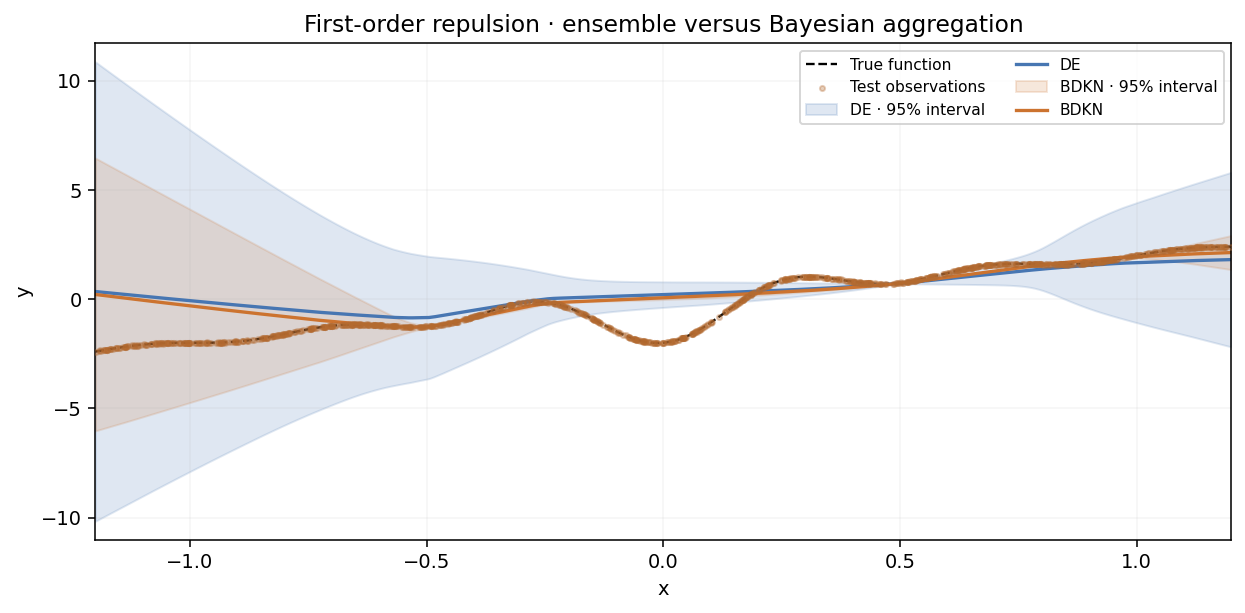 First-order repulsion · ensemble versus Bayesian aggregation
True function
Test observations
DE · 95% interval
DE
BDKN · 95% interval
BDKN
10
5
0
−5
−10
y
−1.0
−0.5
0.0
0.5
1.0
x